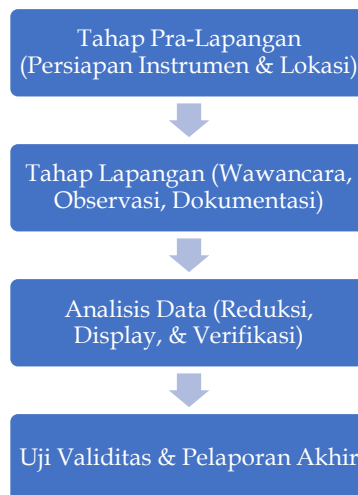 Tahap Pra-Lapangan
(Persiapan Instrumen & Lokasi)
Tahap Lapangan (Wawancara,
Observasi, Dokumentasi)
Analisis Data (Reduksi,
Display, & Verifikasi)
Uji Validitas & Pelaporan Akhir